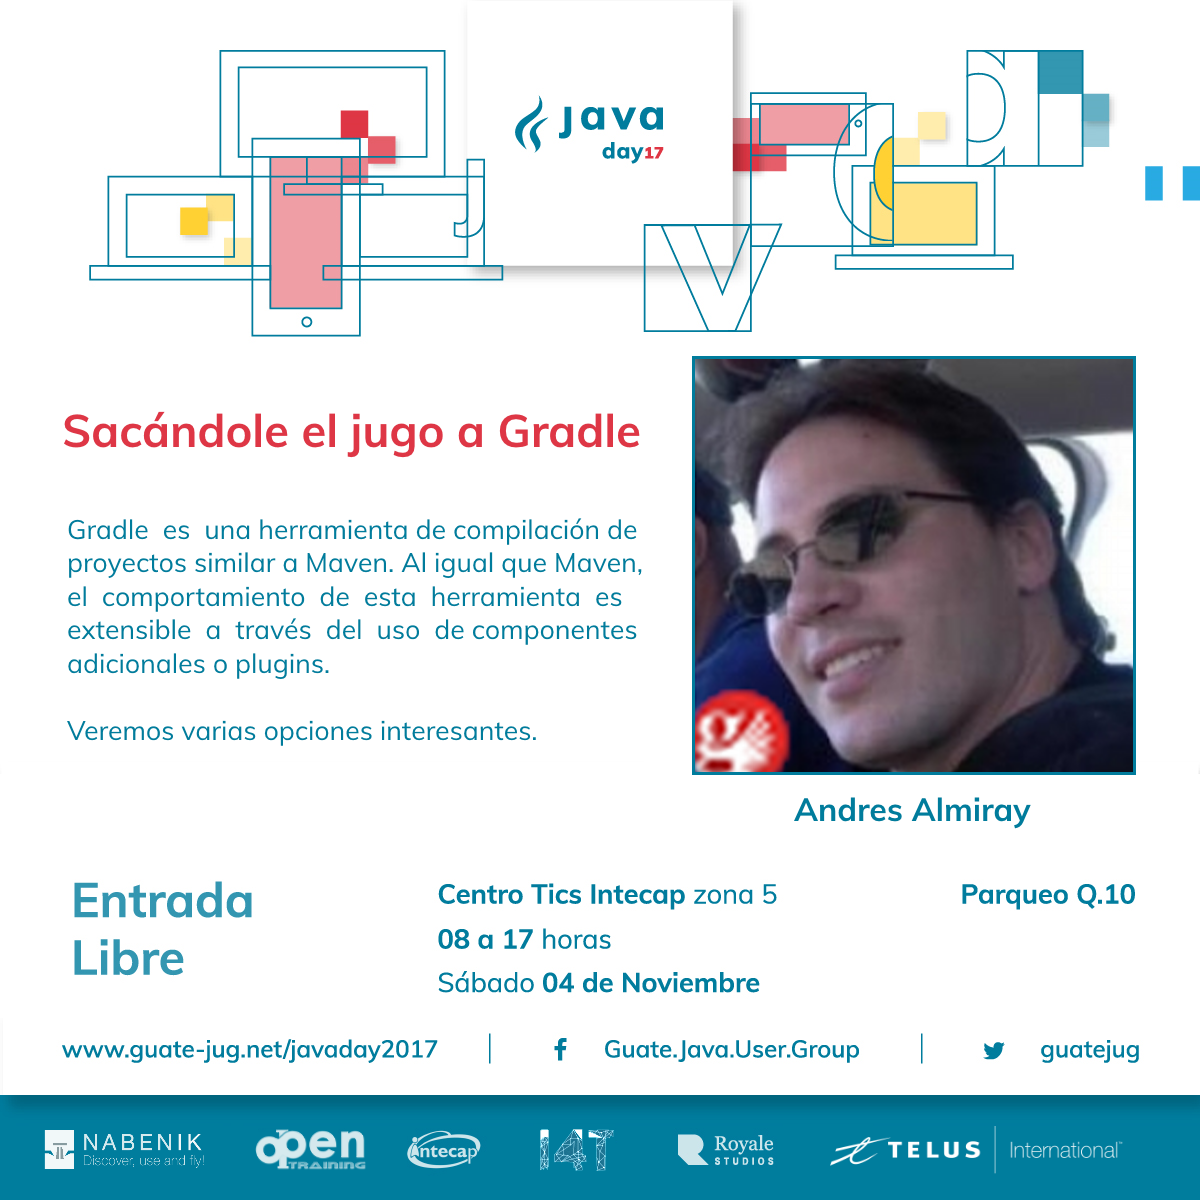 Java
day17
J
V
Sacándole el jugo a Gradle
Gradle es una herramienta de compilación de
proyectos similar a Maven. Al igual que Maven,
el comportamiento de esta herramienta es
extensible a través del uso de componentes
adicionales o plugins.
Veremos varias opciones interesantes.
Andres Almiray
Entrada
Libre
Centro Tics Intecap zona 5
08 a 17 horas
Sábado 04 de Noviembre
Parqueo Q.10
www.guate-jug.net/javaday2017 | Guate.Java.User.Group | guatejug
NABENIK
Discover, use and fly!
open
TRAINING
intecap
I4T
Royale
STUDIOS
TELUS International™